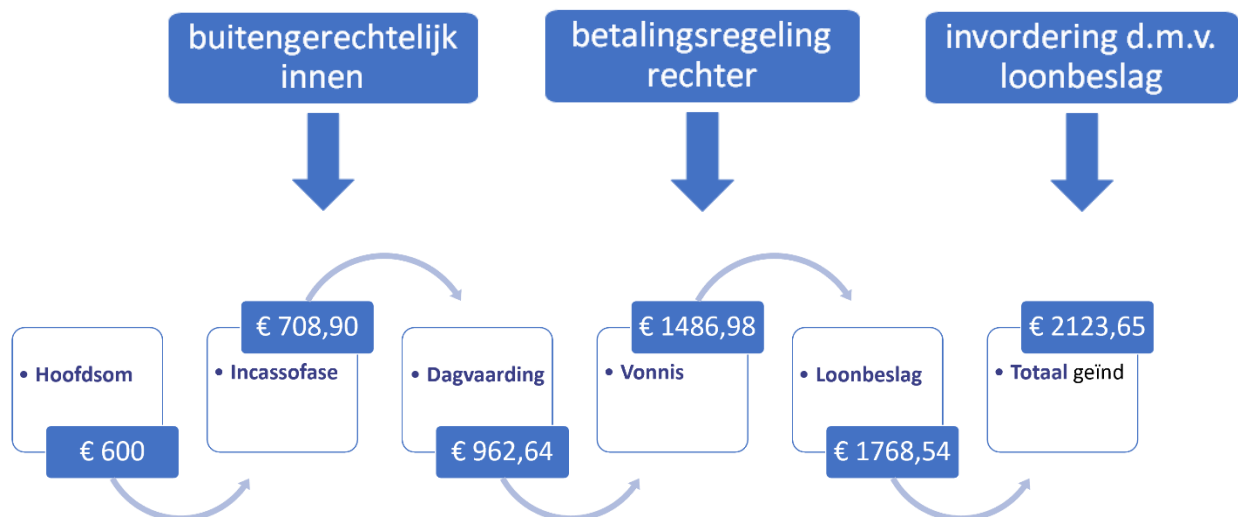 buitengerechtelijk
innen
betalingsregeling
rechter
invordering d.m.v.
loonbeslag
• Hoofdsom
€ 600
€ 708,90
• Incassofase
• Dagvaarding
€ 962,64
€ 1486,98
• Vonnis
• Loonbeslag
€ 1768,54
€ 2123,65
• Totaal geïnd